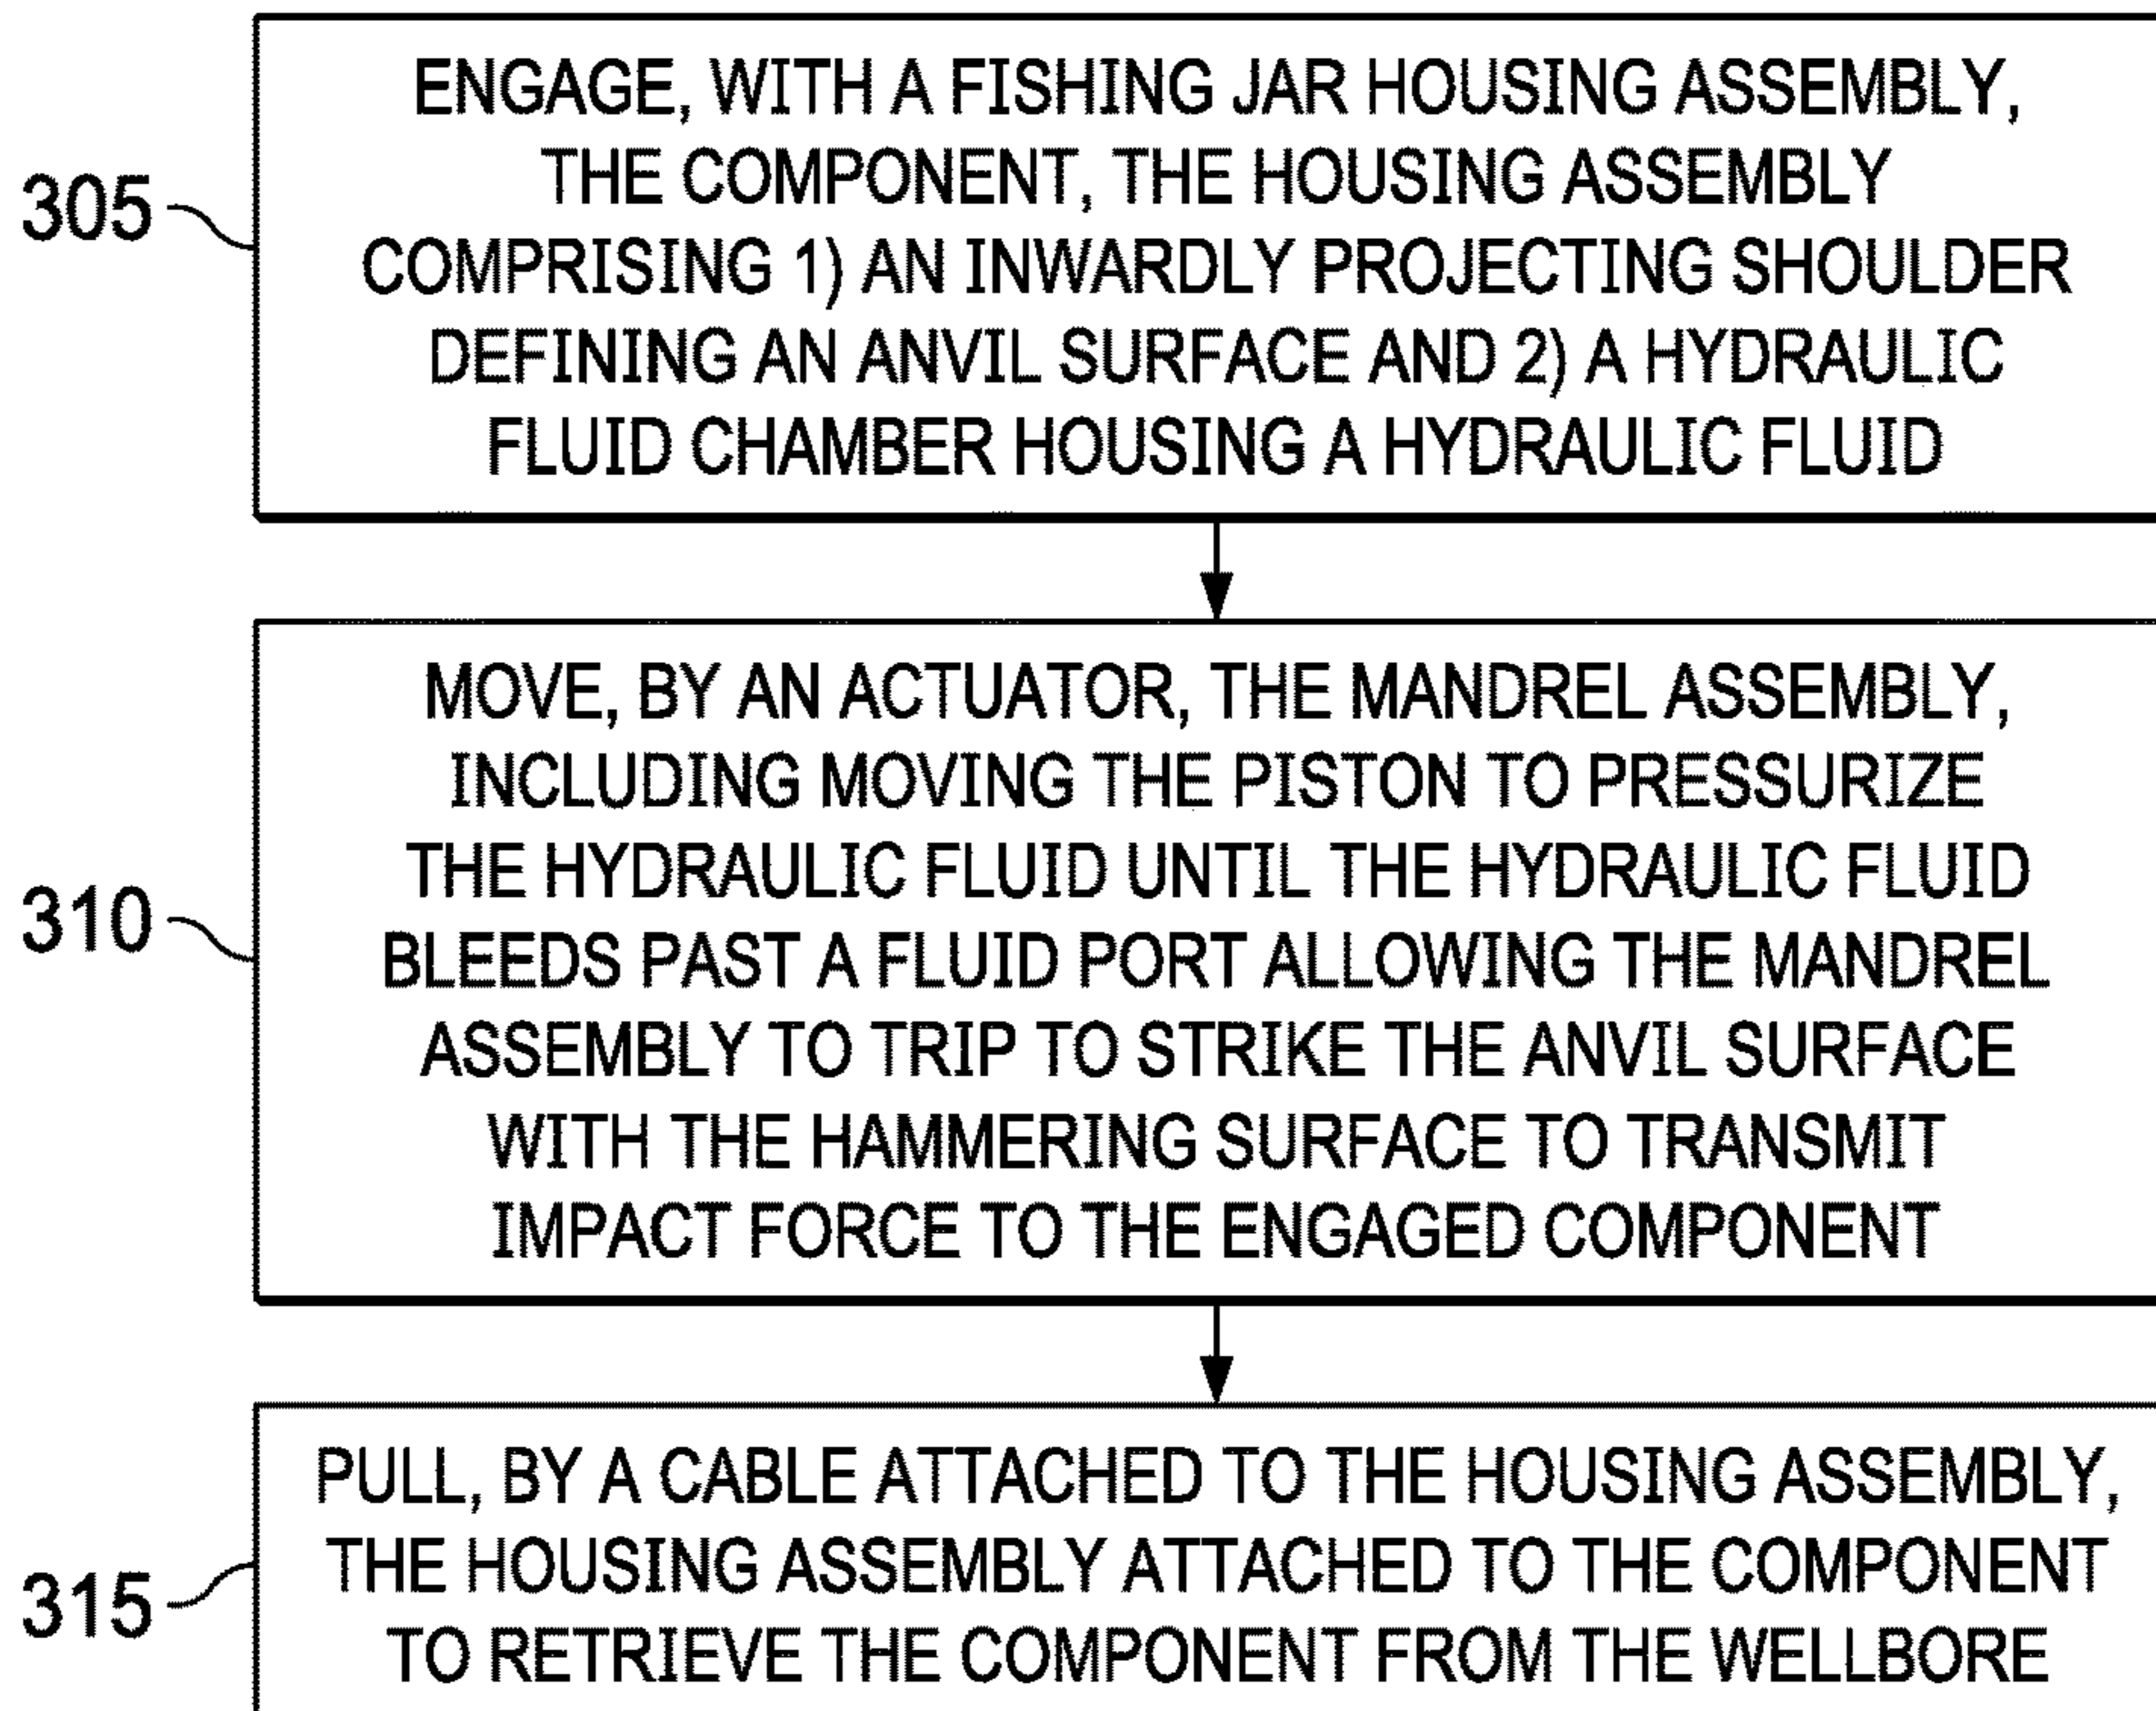 305
ENGAGE, WITH A FISHING JAR HOUSING ASSEMBLY,
THE COMPONENT, THE HOUSING ASSEMBLY
COMPRISING 1) AN INWARDLY PROJECTING SHOULDER
DEFINING AN ANVIL SURFACE AND 2) A HYDRAULIC
FLUID CHAMBER HOUSING A HYDRAULIC FLUID
310
MOVE, BY AN ACTUATOR, THE MANDREL ASSEMBLY,
INCLUDING MOVING THE PISTON TO PRESSURIZE
THE HYDRAULIC FLUID UNTIL THE HYDRAULIC FLUID
BLEEDS PAST A FLUID PORT ALLOWING THE MANDREL
ASSEMBLY TO TRIP TO STRIKE THE ANVIL SURFACE
WITH THE HAMMERING SURFACE TO TRANSMIT
IMPACT FORCE TO THE ENGAGED COMPONENT
315
PULL, BY A CABLE ATTACHED TO THE HOUSING ASSEMBLY,
THE HOUSING ASSEMBLY ATTACHED TO THE COMPONENT
TO RETRIEVE THE COMPONENT FROM THE WELLBORE